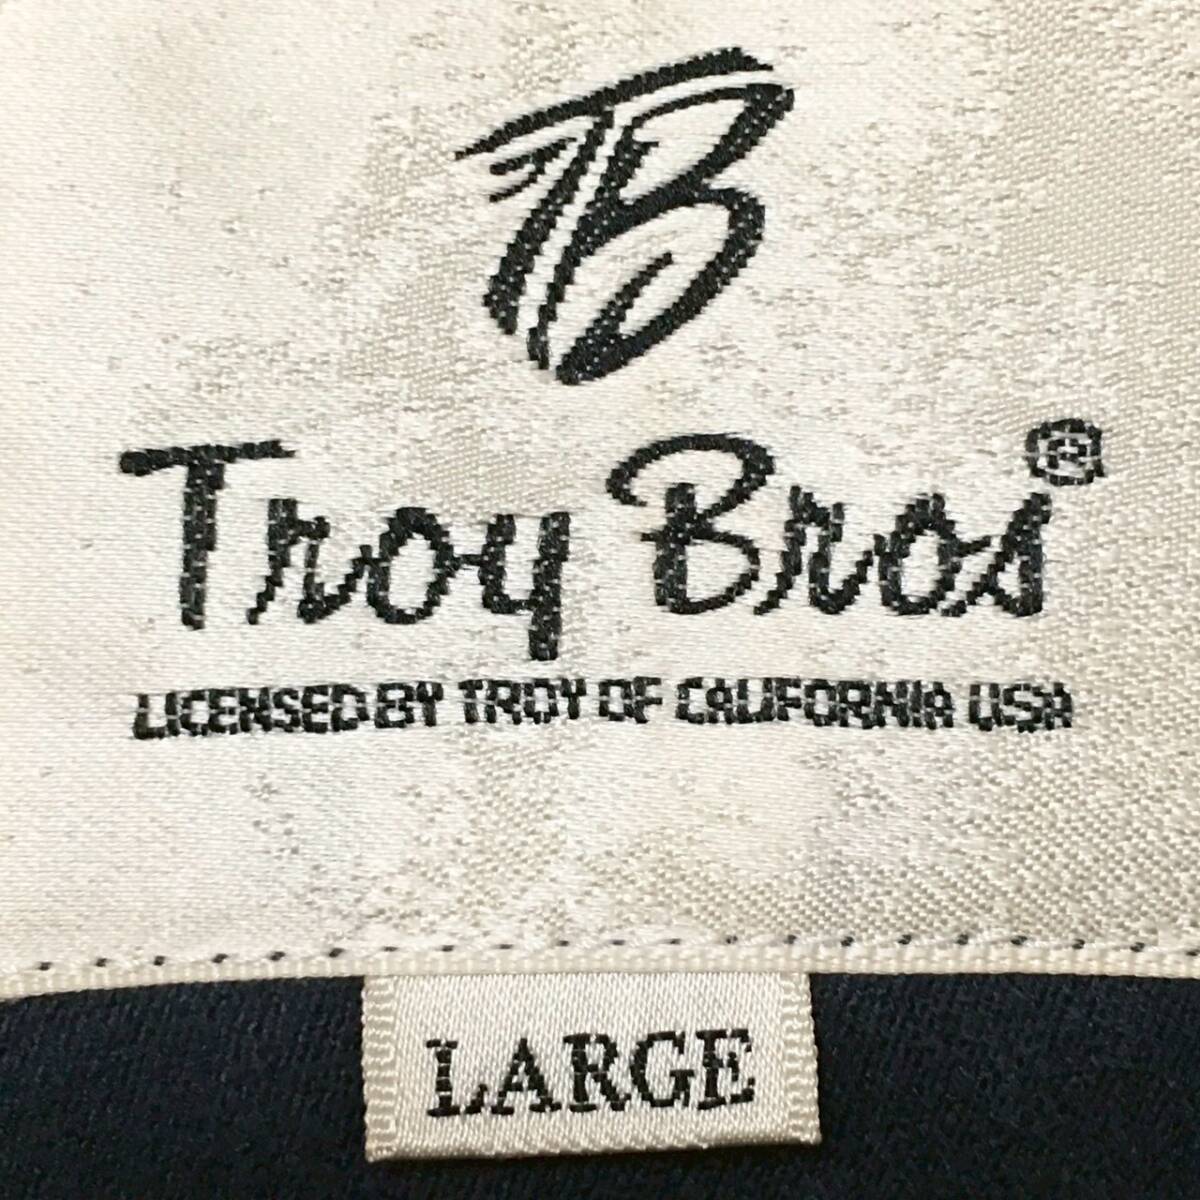 TB
Troy Bros®
LICENSED BY TROY OF CALIFORNIA USA
LARGE